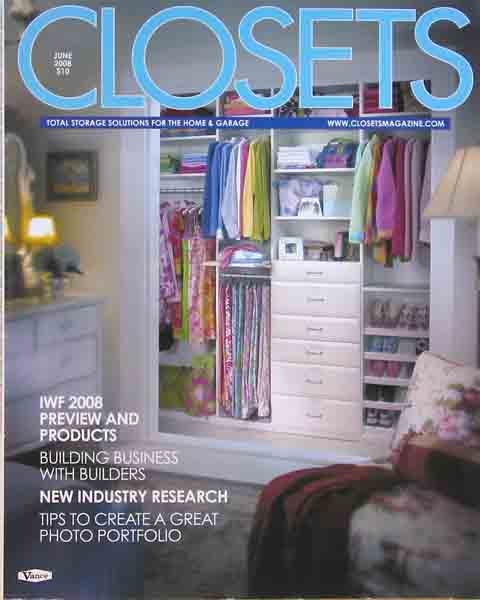 CLOSETS
JUNE
2008
$10
TOTAL STORAGE SOLUTIONS FOR THE HOME & GARAGE
WWW.CLOSETSMAGAZINE.COM
IWF 2008
PREVIEW AND
PRODUCTS
BUILDING BUSINESS
WITH BUILDERS
NEW INDUSTRY RESEARCH
TIPS TO CREATE A GREAT
PHOTO PORTFOLIO
Vance